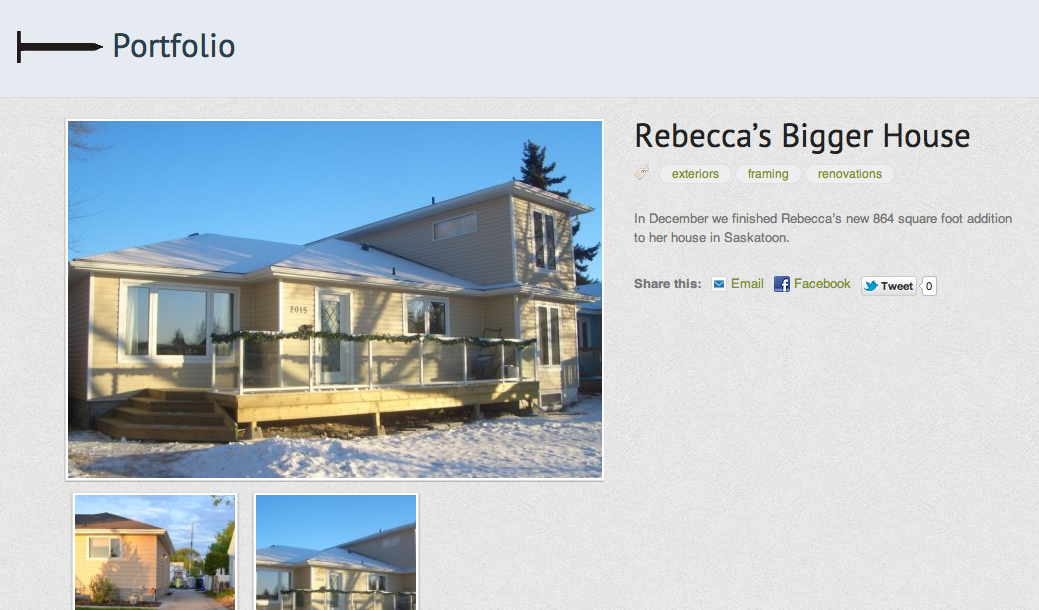 Portfolio
Rebecca’s Bigger House
exteriors framing renovations
In December we finished Rebecca's new 864 square foot addition
to her house in Saskatoon.
Share this: Email Facebook Tweet 0
2015